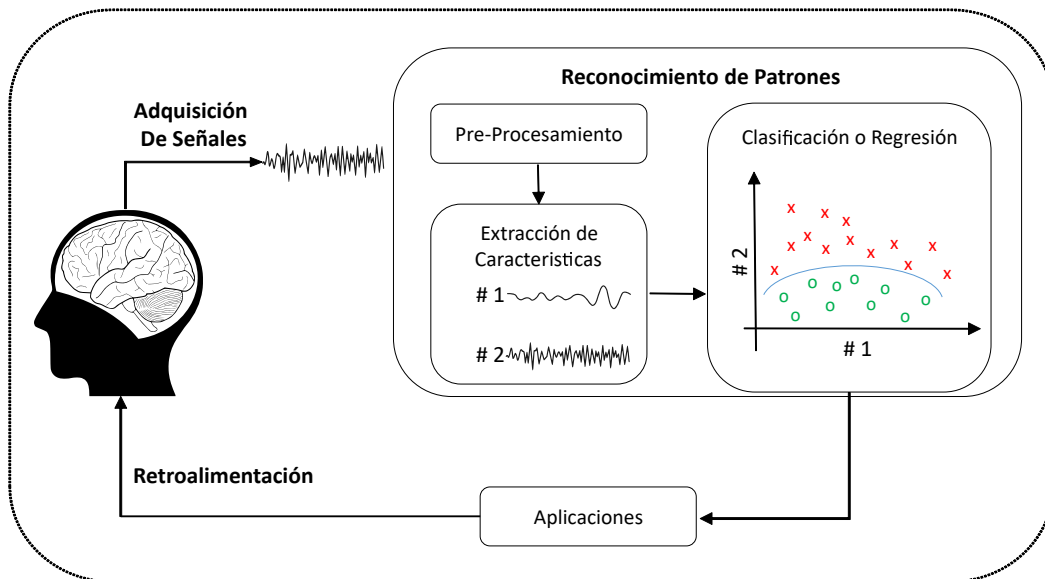 Reconocimiento de Patrones
Adquisición
De Señales
Pre-Procesamiento
Extracción de
Caracteristicas
# 1
# 2
Clasificación o Regresión
# 2
# 1
Retroalimentación
Aplicaciones